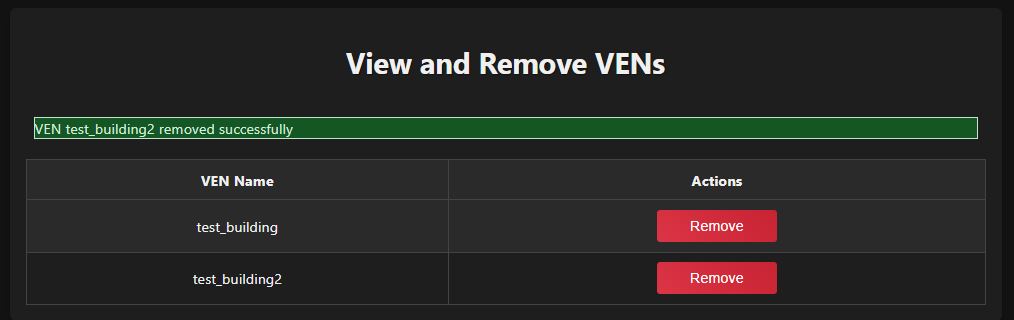 View and Remove VENs
VEN test_building2 removed successfully
VEN Name Actions
test_building Remove
test_building2 Remove